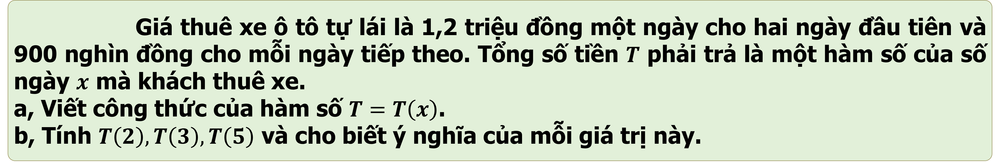 Giá thuê xe ô tô tự lái là 1,2 triệu đồng một ngày cho hai ngày đầu tiên và
900 nghìn đồng cho mỗi ngày tiếp theo. Tổng số tiền T phải trả là một hàm số của số
ngày x mà khách thuê xe.
a, Viết công thức của hàm số T = T(x).
b, Tính T(2), T(3), T(5) và cho biết ý nghĩa của mỗi giá trị này.